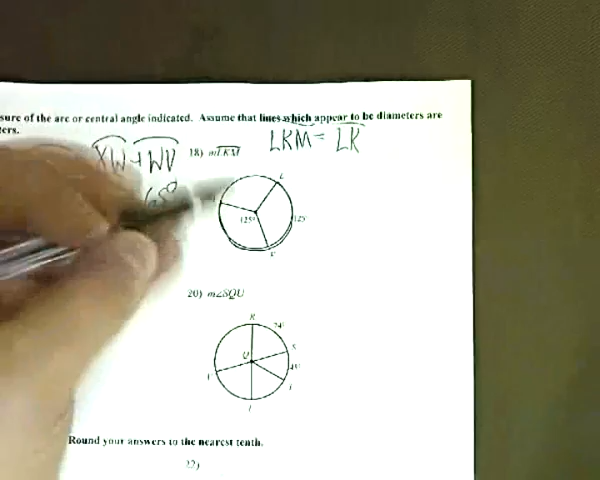 sure of the arc or central angle indicated. Assume that lines which appear to be diameters are
ters.
XW + WV
18) mLKM
LKM = LK
65°
L
125°
125°
K
20) m∠SQU
R
74°
S
Q
45°
T
Round your answers to the nearest tenth.
22)